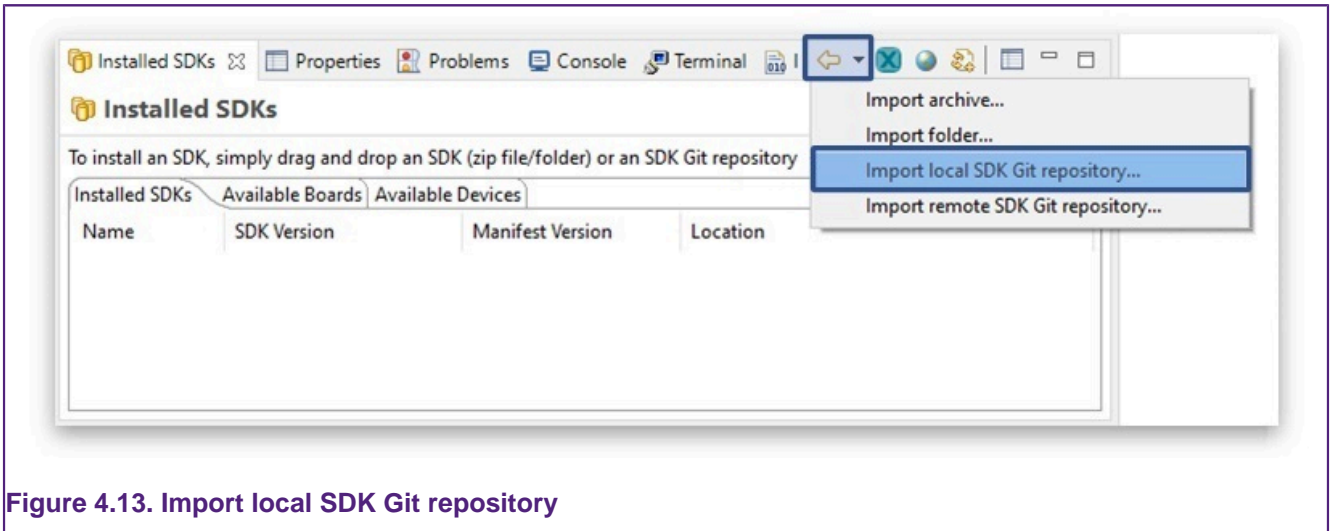 Installed SDKs Properties Problems Console Terminal
Import archive...
Installed SDKs
Import folder...
To install an SDK, simply drag and drop an SDK (zip file/folder) or an SDK Git repository
Import local SDK Git repository...
Installed SDKs Available Boards Available Devices
Import remote SDK Git repository...
Name SDK Version Manifest Version Location
Figure 4.13. Import local SDK Git repository